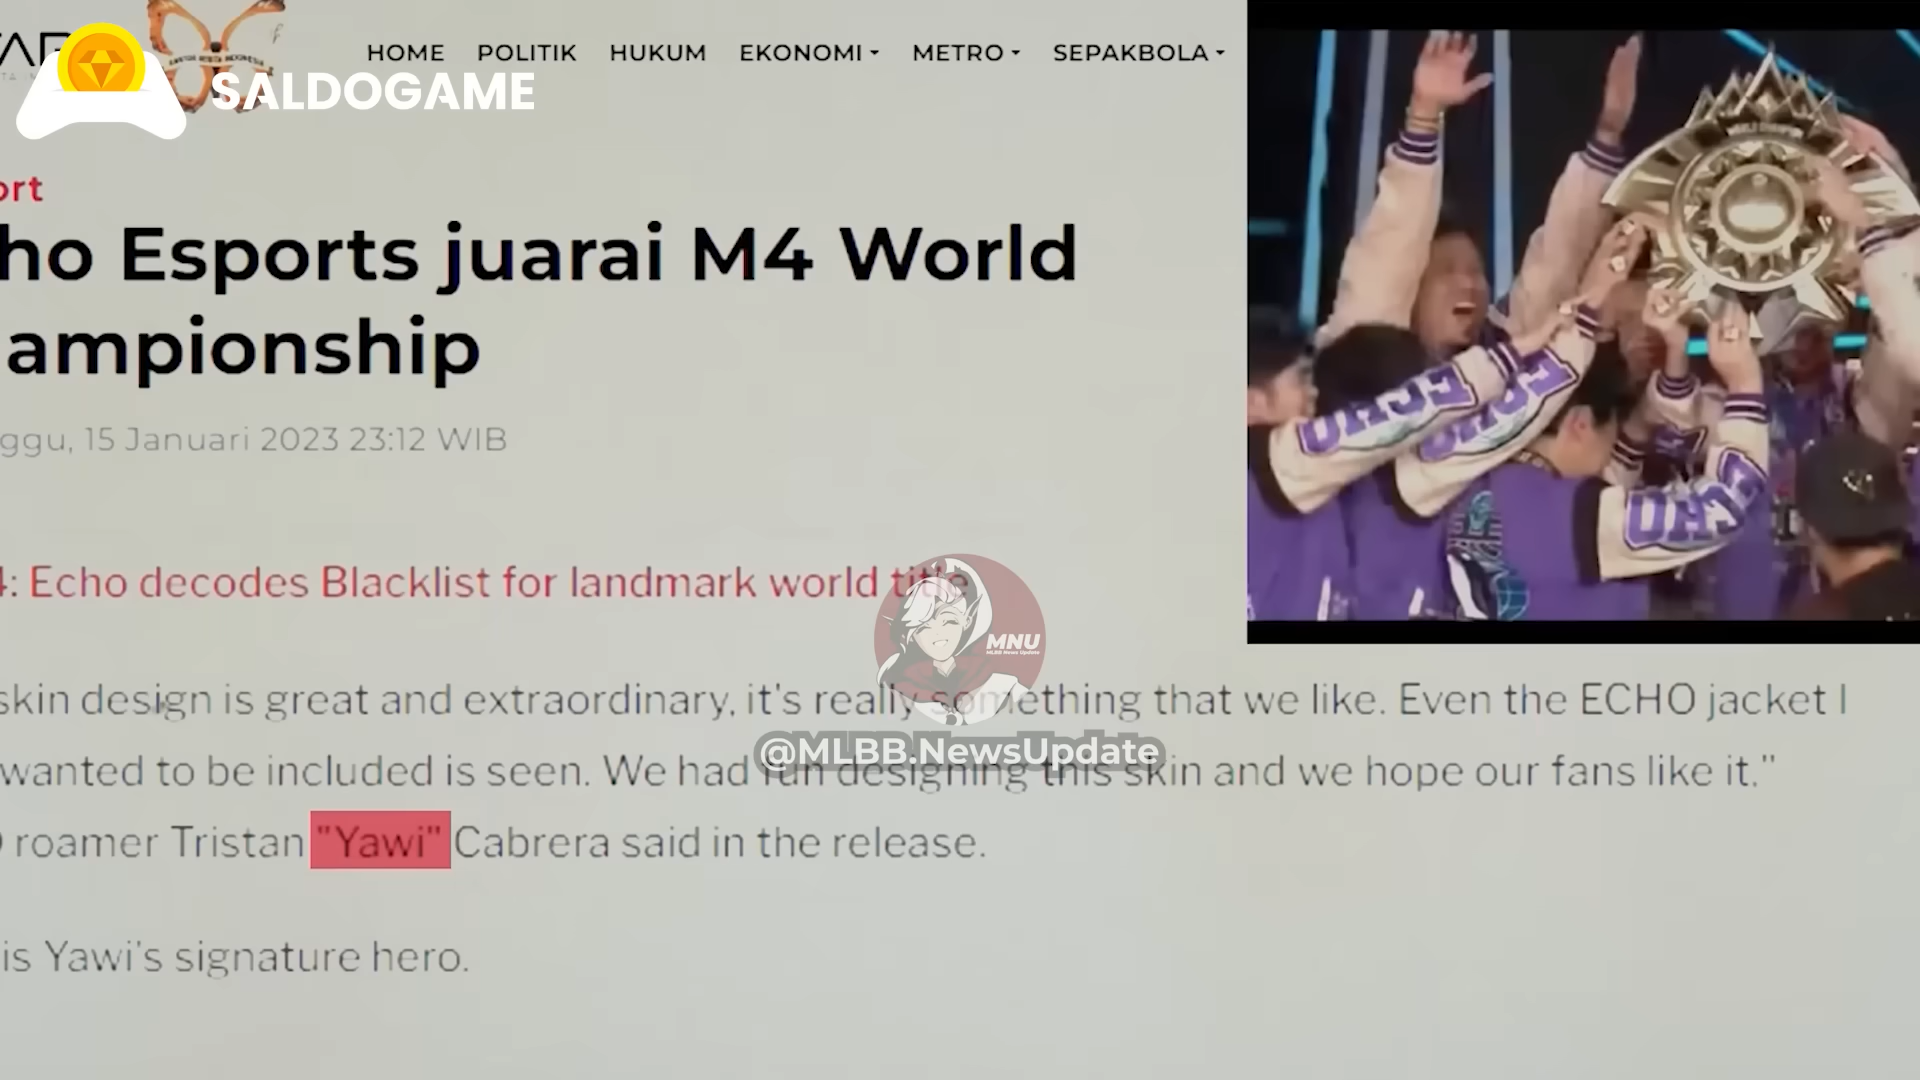 SALDOGAME
HOME POLITIK HUKUM EKONOMI METRO SEPAKBOLA
ort
ho Esports juarai M4 World
ampionship
ggu, 15 Januari 2023 23:12 WIB
4: Echo decodes Blacklist for landmark world title
MNU
MLBB News Update
skin design is great and extraordinary, it's really something that we like. Even the ECHO jacket I
@MLBB.NewsUpdate
wanted to be included is seen. We had fun designing this skin and we hope our fans like it."
roamer Tristan "Yawi" Cabrera said in the release.
is Yawi's signature hero.
ECHO
ECHO
ECHO